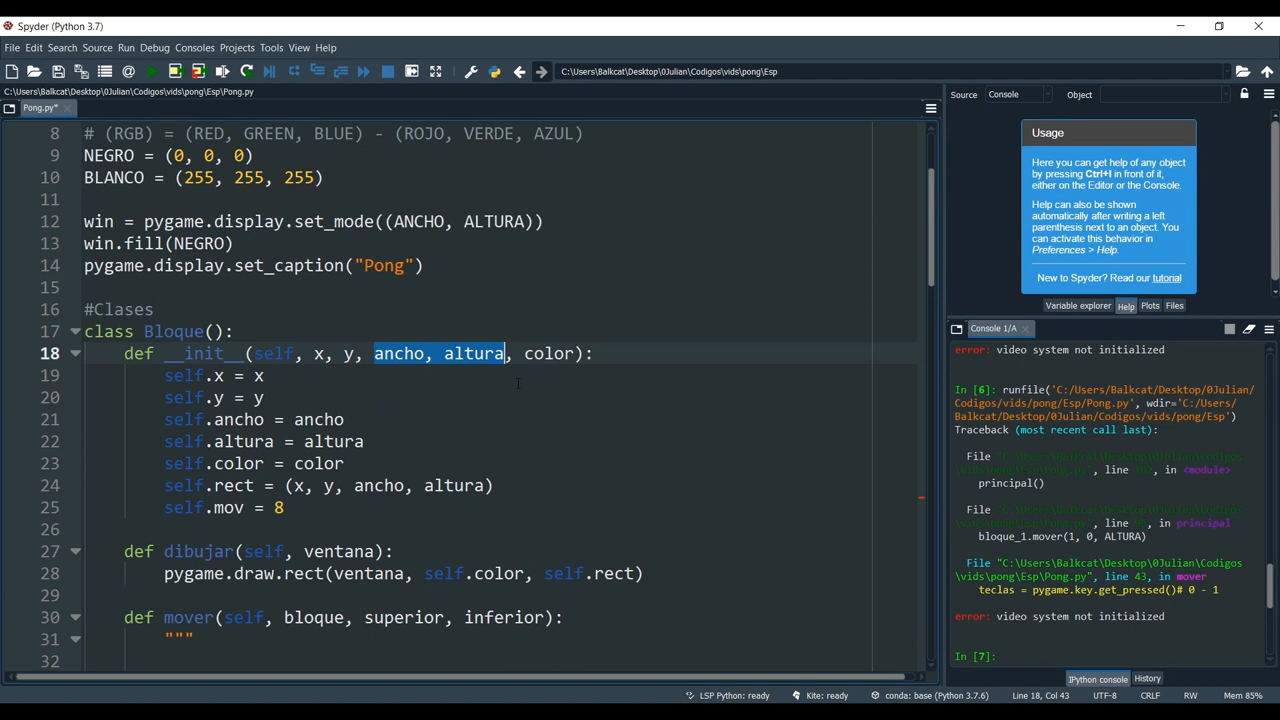 Spyder (Python 3.7)
File Edit Search Source Run Debug Consoles Projects Tools View Help
C:\Users\Balkcat\Desktop\0Julian\Codigos\vids\pong\Esp
C:\Users\Balkcat\Desktop\0Julian\Codigos\vids\pong\Esp\Pong.py
Pong.py*
8 # (RGB) = (RED, GREEN, BLUE) - (ROJO, VERDE, AZUL)
9 NEGRO = (0, 0, 0)
10 BLANCO = (255, 255, 255)
11
12 win = pygame.display.set_mode((ANCHO, ALTURA))
13 win.fill(NEGRO)
14 pygame.display.set_caption("Pong")
15
16 #Clases
17 class Bloque():
18 def __init__(self, x, y, ancho, altura, color):
19 self.x = x
20 self.y = y
21 self.ancho = ancho
22 self.altura = altura
23 self.color = color
24 self.rect = (x, y, ancho, altura)
25 self.mov = 8
26
27 def dibujar(self, ventana):
28 pygame.draw.rect(ventana, self.color, self.rect)
29
30 def mover(self, bloque, superior, inferior):
31 """
32
Source Console Object
Usage
Here you can get help of any object
by pressing Ctrl+I in front of it,
either on the Editor or the Console.
Help can also be shown
automatically after writing a left
parenthesis next to an object. You
can activate this behavior in
Preferences > Help.
New to Spyder? Read our tutorial
Variable explorer Help Plots Files
Console 1/A
error: video system not initialized
In [6]: runfile('C:/Users/Balkcat/Desktop/0Julian/
Codigos/vids/pong/Esp/Pong.py', wdir='C:/Users/
Balkcat/Desktop/0Julian/Codigos/vids/pong/Esp')
Traceback (most recent call last):
File
line
in <module>
principal()
File
line
in principal
bloque_1.mover(1, 0, ALTURA)
File "C:\Users\Balkcat\Desktop\0Julian\Codigos
\vids\pong\Esp\Pong.py", line 43, in mover
teclas = pygame.key.get_pressed()# 0 - 1
error: video system not initialized
In [7]:
IPython console History
LSP Python: ready Kite: ready conda: base (Python 3.7.6) Line 18, Col 43 UTF-8 CRLF RW Mem 85%